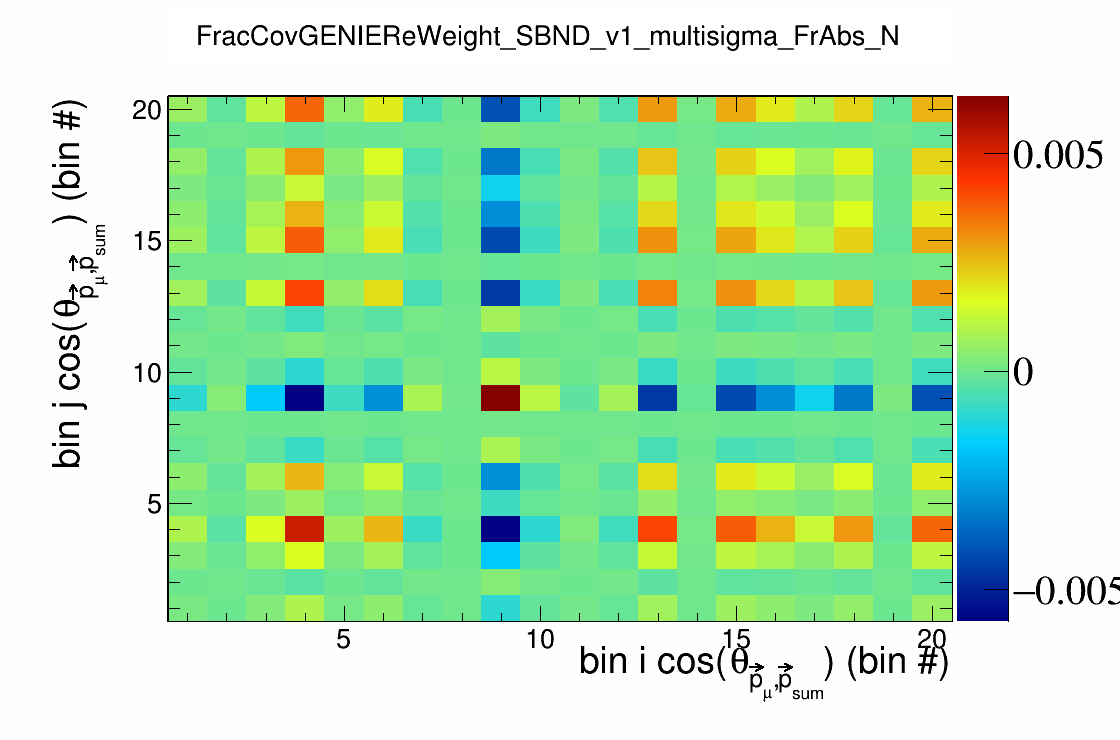 FracCovGENIEReWeight_SBND_v1_multisigma_FrAbs_N
bin j cos(θp⃗μ,p⃗sum) (bin #)
20
15
10
5
5 10 15 20
bin i cos(θp⃗μ,p⃗sum) (bin #)
0.005
0
−0.005